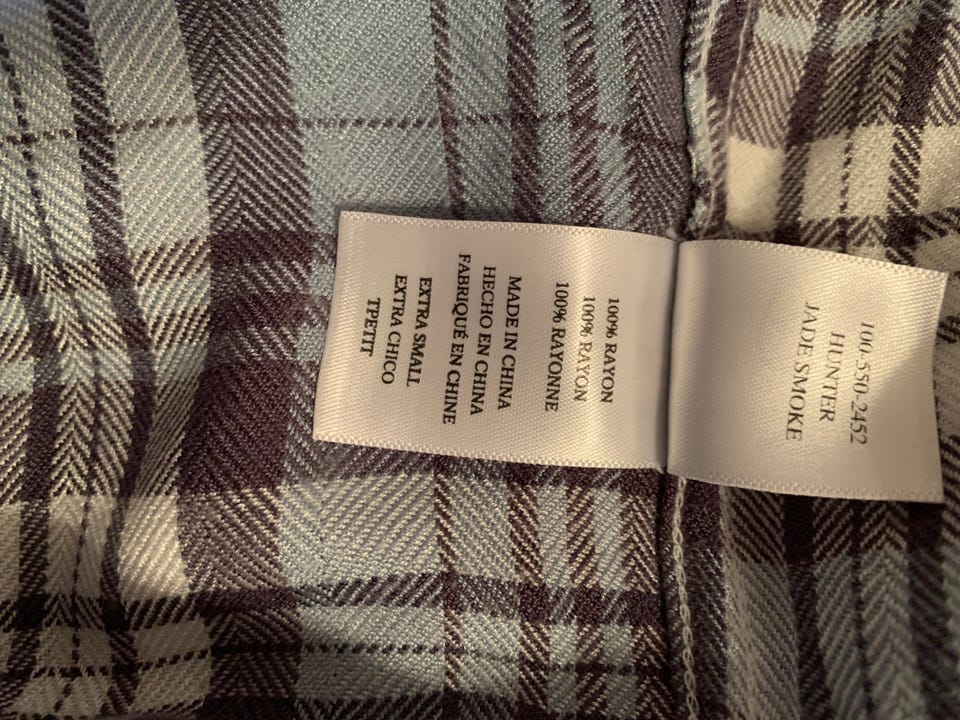 100% RAYON
100% RAYON
100% RAYONNE
MADE IN CHINA
HECHO EN CHINA
FABRIQUÉ EN CHINE
EXTRA SMALL
EXTRA CHICO
TPETIT
100-550-2452
HUNTER
JADE SMOKE